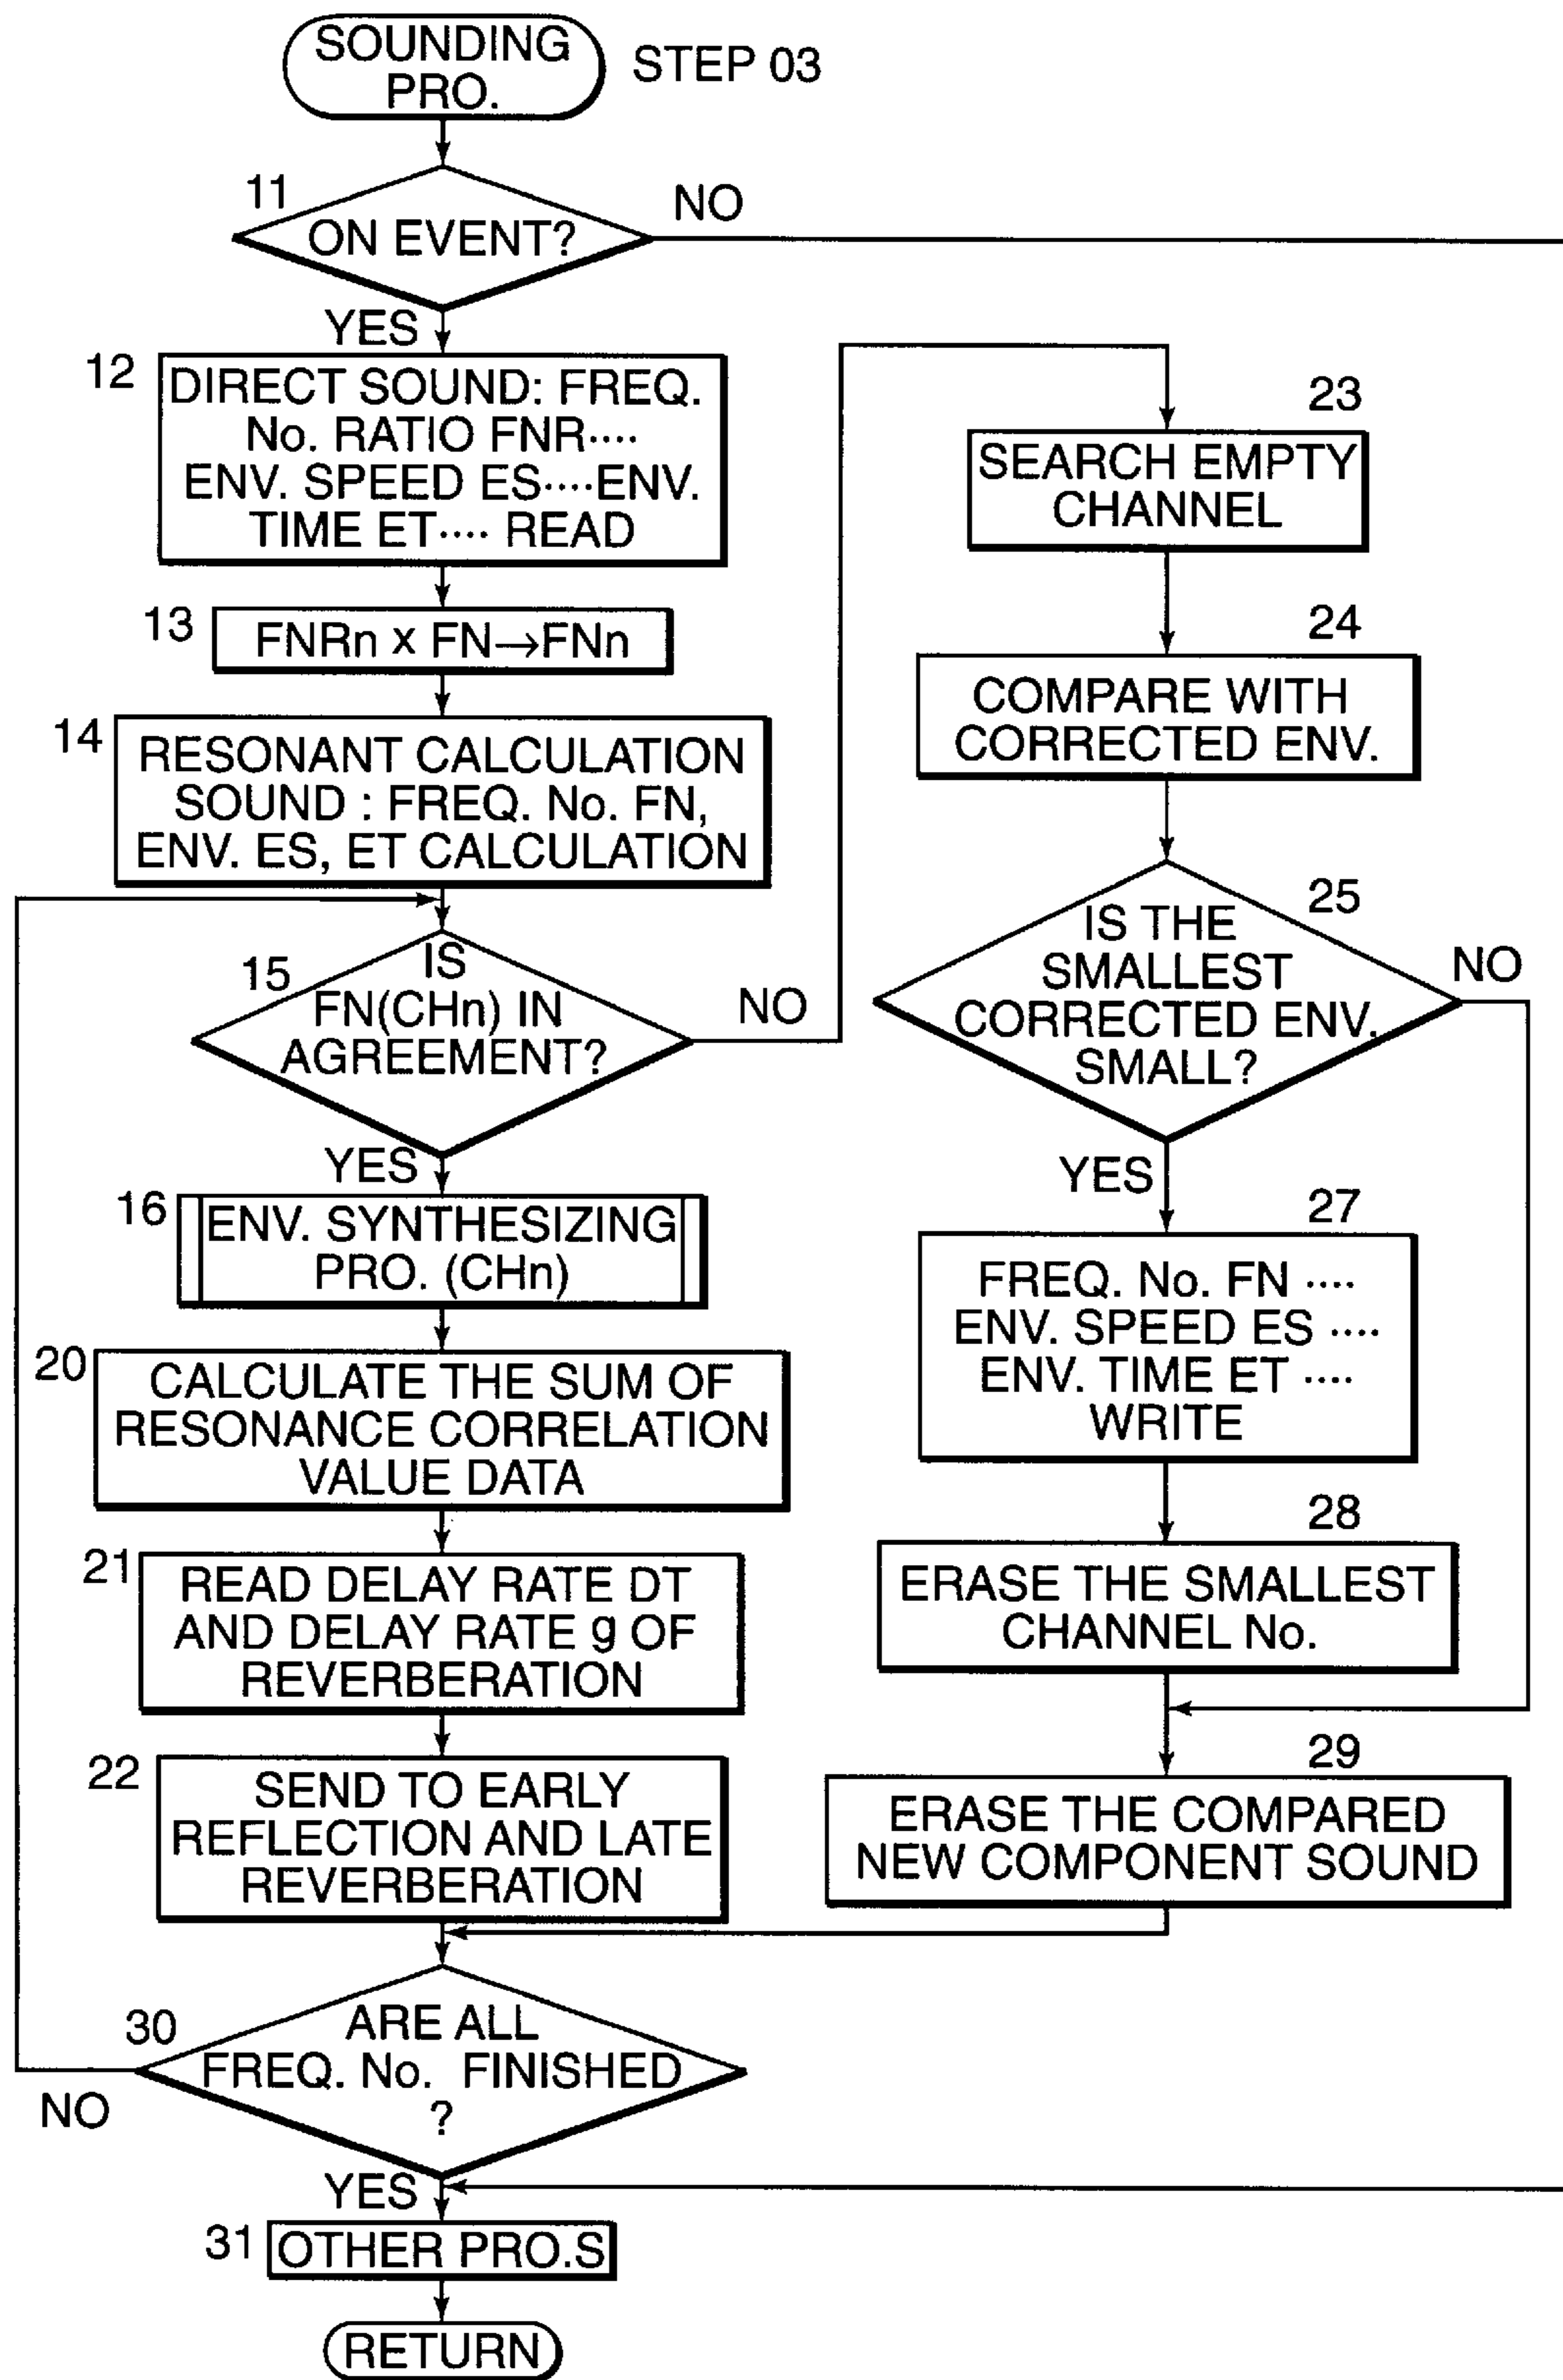 SOUNDING
PRO.
STEP 03
11
ON EVENT?
NO
YES
12
DIRECT SOUND: FREQ.
No. RATIO FNR····
ENV. SPEED ES····ENV.
TIME ET···· READ
13
FNRn x FN→FNn
14
RESONANT CALCULATION
SOUND : FREQ. No. FN,
ENV. ES, ET CALCULATION
15
IS
FN(CHn) IN
AGREEMENT?
NO
YES
16
ENV. SYNTHESIZING
PRO. (CHn)
20
CALCULATE THE SUM OF
RESONANCE CORRELATION
VALUE DATA
21
READ DELAY RATE DT
AND DELAY RATE g OF
REVERBERATION
22
SEND TO EARLY
REFLECTION AND LATE
REVERBERATION
23
SEARCH EMPTY
CHANNEL
24
COMPARE WITH
CORRECTED ENV.
25
IS THE
SMALLEST
CORRECTED ENV.
SMALL?
NO
YES
27
FREQ. No. FN ····
ENV. SPEED ES ····
ENV. TIME ET ····
WRITE
28
ERASE THE SMALLEST
CHANNEL No.
29
ERASE THE COMPARED
NEW COMPONENT SOUND
30
ARE ALL
FREQ. No. FINISHED
?
NO
YES
31
OTHER PRO.S
RETURN